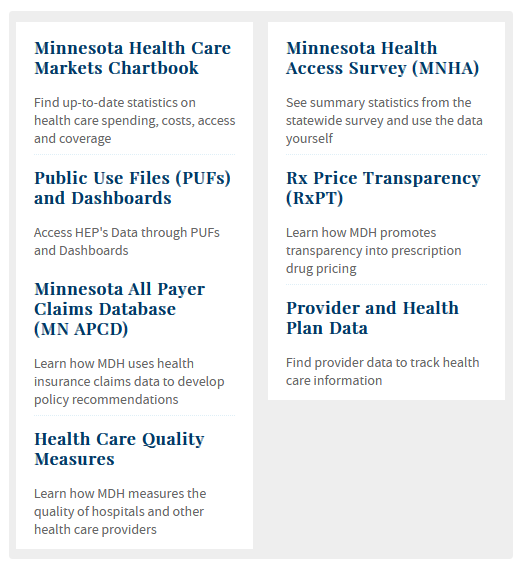 Minnesota Health Care
Markets Chartbook
Find up-to-date statistics on
health care spending, costs, access
and coverage
Public Use Files (PUFs)
and Dashboards
Access HEP's Data through PUFs
and Dashboards
Minnesota All Payer
Claims Database
(MN APCD)
Learn how MDH uses health
insurance claims data to develop
policy recommendations
Health Care Quality
Measures
Learn how MDH measures the
quality of hospitals and other
health care providers
Minnesota Health
Access Survey (MNHA)
See summary statistics from the
statewide survey and use the data
yourself
Rx Price Transparency
(RxPT)
Learn how MDH promotes
transparency into prescription
drug pricing
Provider and Health
Plan Data
Find provider data to track health
care information